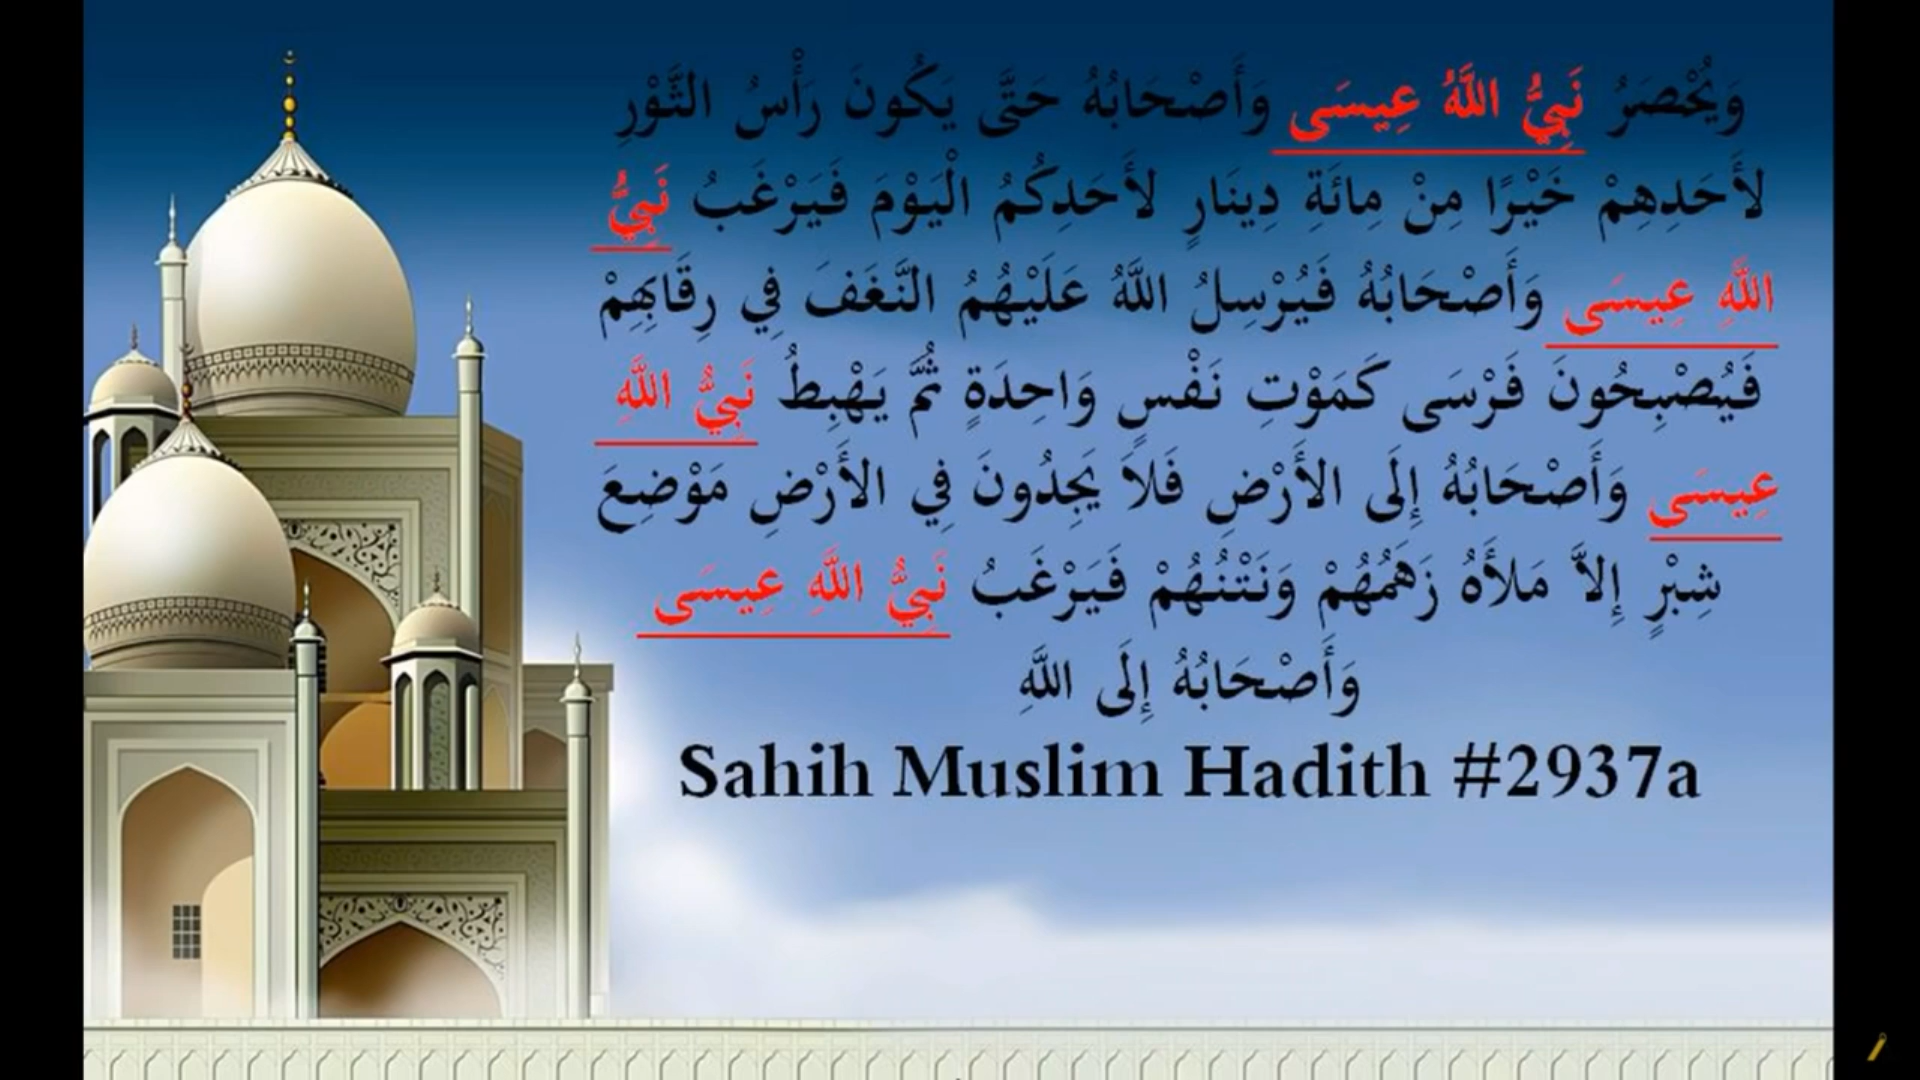 وَيُحْصَرُ نَبِيُّ اللَّهُ عِيسَى وَأَصْحَابُهُ حَتَّى يَكُونَ رَأْسُ الثَّوْرِ
لأَحَدِهِمْ خَيْرًا مِنْ مِائَةِ دِينَارٍ لأَحَدِكُمُ الْيَوْمَ فَيَرْغَبُ نَبِيُّ
اللَّهِ عِيسَى وَأَصْحَابُهُ فَيُرْسِلُ اللَّهُ عَلَيْهُمُ النَّغَفَ فِي رِقَابِهِمْ
فَيُصْبِحُونَ فَرْسَى كَمَوْتِ نَفْسٍ وَاحِدَةٍ ثُمَّ يَهْبِطُ نَبِيُّ اللَّهِ
عِيسَى وَأَصْحَابُهُ إِلَى الأَرْضِ فَلاَ يَجِدُونَ فِي الأَرْضِ مَوْضِعَ
شِبْرٍ إِلاَّ مَلأَهُ زَهَمُهُمْ وَنَتْنُهُمْ فَيَرْغَبُ نَبِيُّ اللَّهِ عِيسَى
وَأَصْحَابُهُ إِلَى اللَّهِ
Sahih Muslim Hadith #2937a